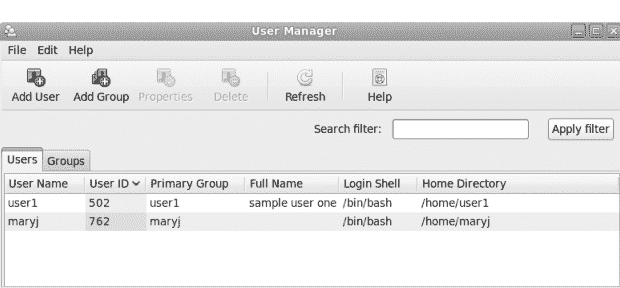 User Manager
File Edit Help
Add User Add Group Properties Delete Refresh Help
Search filter: Apply filter
Users Groups
User Name User ID Primary Group Full Name Login Shell Home Directory
user1 502 user1 sample user one /bin/bash /home/user1
maryj 762 maryj /bin/bash /home/maryj